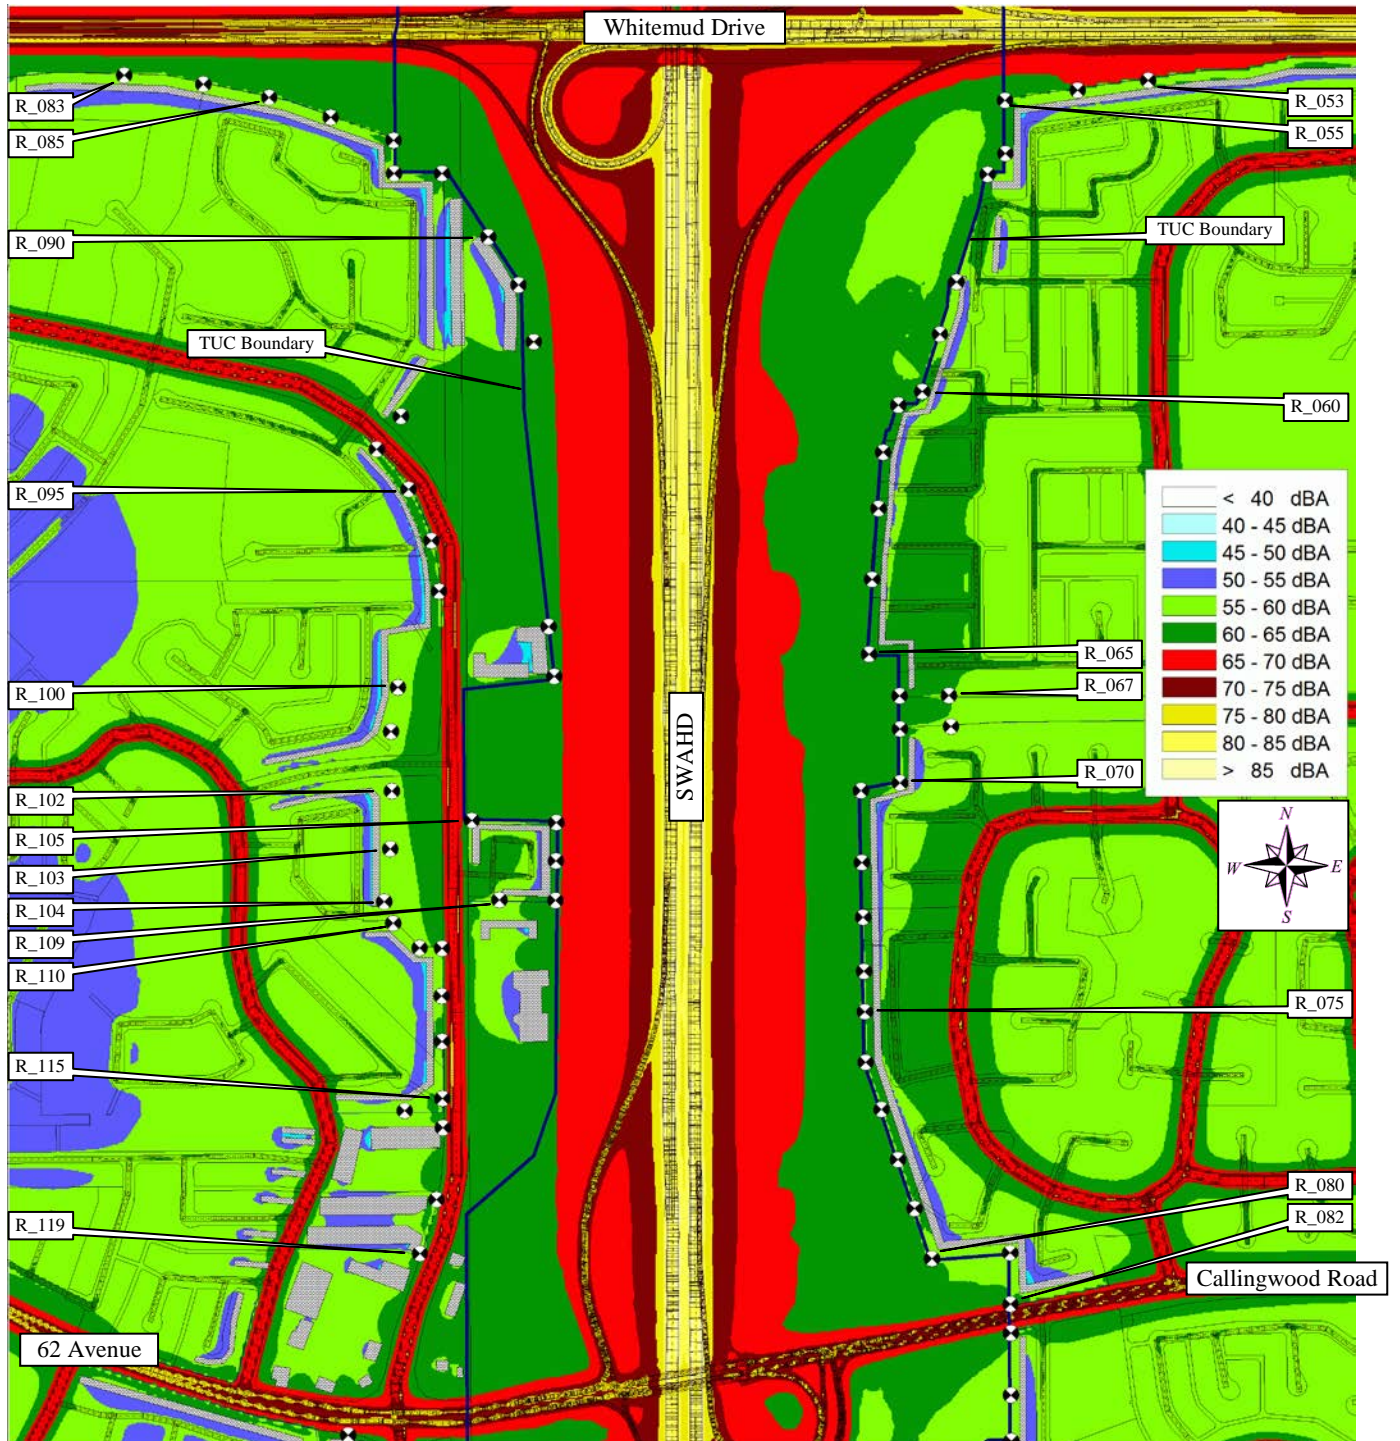 Whitemud Drive
R_083
R_085
R_053
R_055
R_090
TUC Boundary
TUC Boundary
R_060
R_095
< 40 dBA
40 - 45 dBA
45 - 50 dBA
50 - 55 dBA
55 - 60 dBA
60 - 65 dBA
65 - 70 dBA
70 - 75 dBA
75 - 80 dBA
80 - 85 dBA
> 85 dBA
R_065
R_067
R_100
SWAHD
R_070
R_102
R_105
R_103
R_104
R_109
R_110
N
W E
S
R_075
R_115
R_080
R_082
R_119
Callingwood Road
62 Avenue